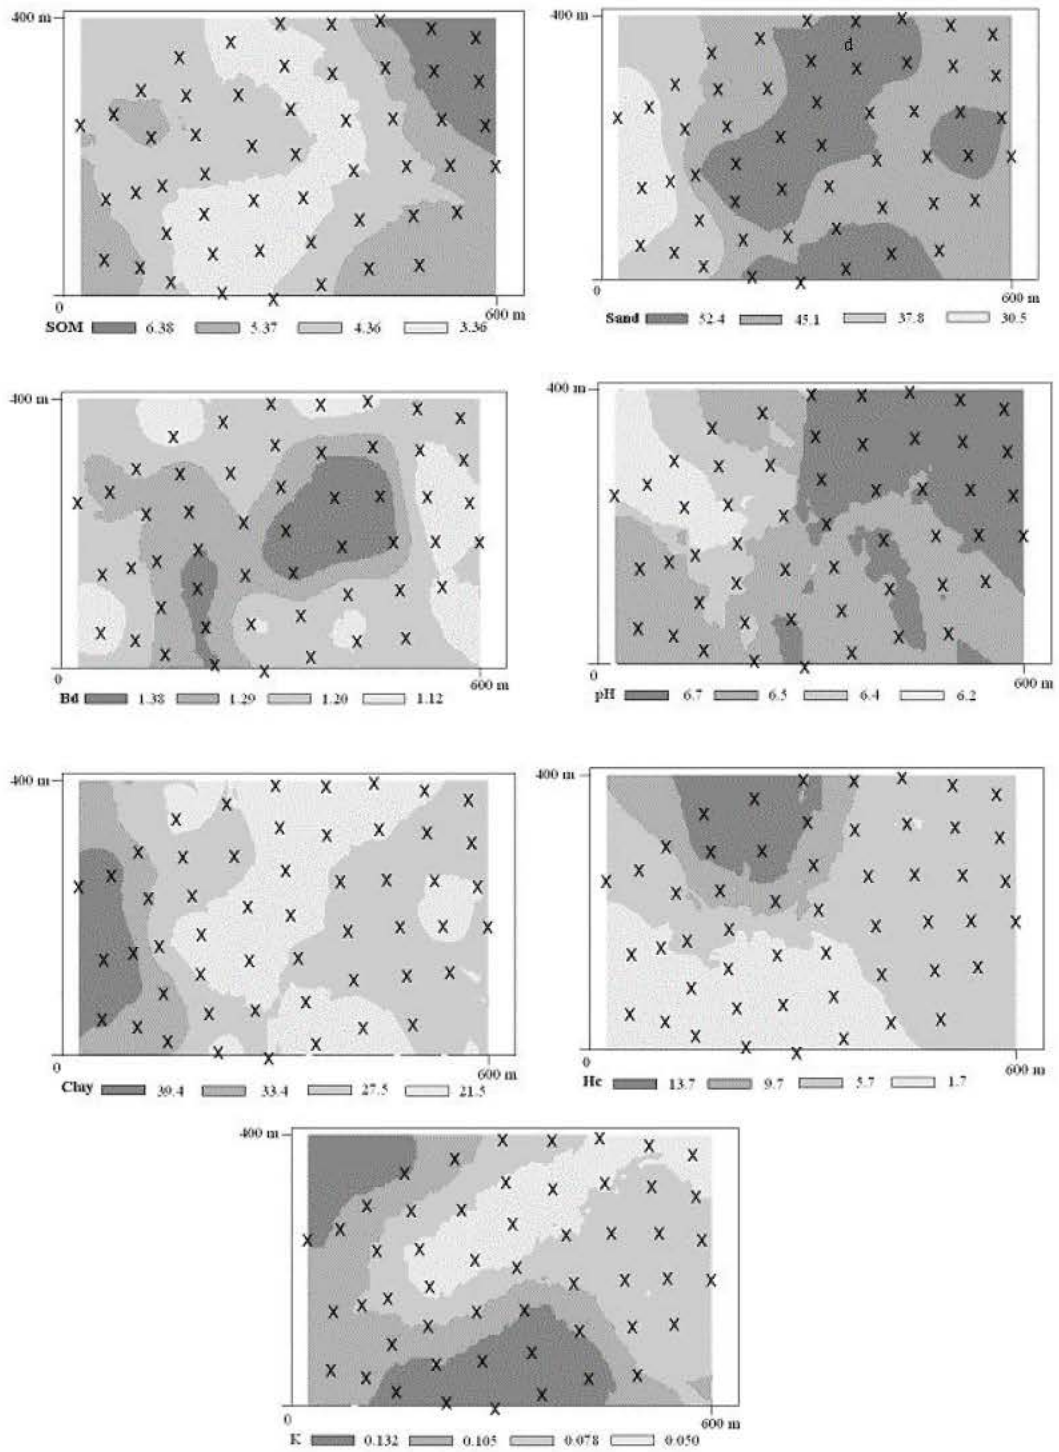 400 m
400 m
d
0
600 m
0
600 m
SOM 6.38 5.37 4.36 3.36
Sand 52.4 45.1 37.8 30.5
400 m
400 m
0
600 m
0
600 m
Bd 1.38 1.29 1.20 1.12
pH 6.7 6.5 6.4 6.2
400 m
400 m
0
600 m
0
600 m
Clay 39.4 33.4 27.5 21.5
Hc 13.7 9.7 5.7 1.7
400 m
0
600 m
K 0.132 0.105 0.078 0.050